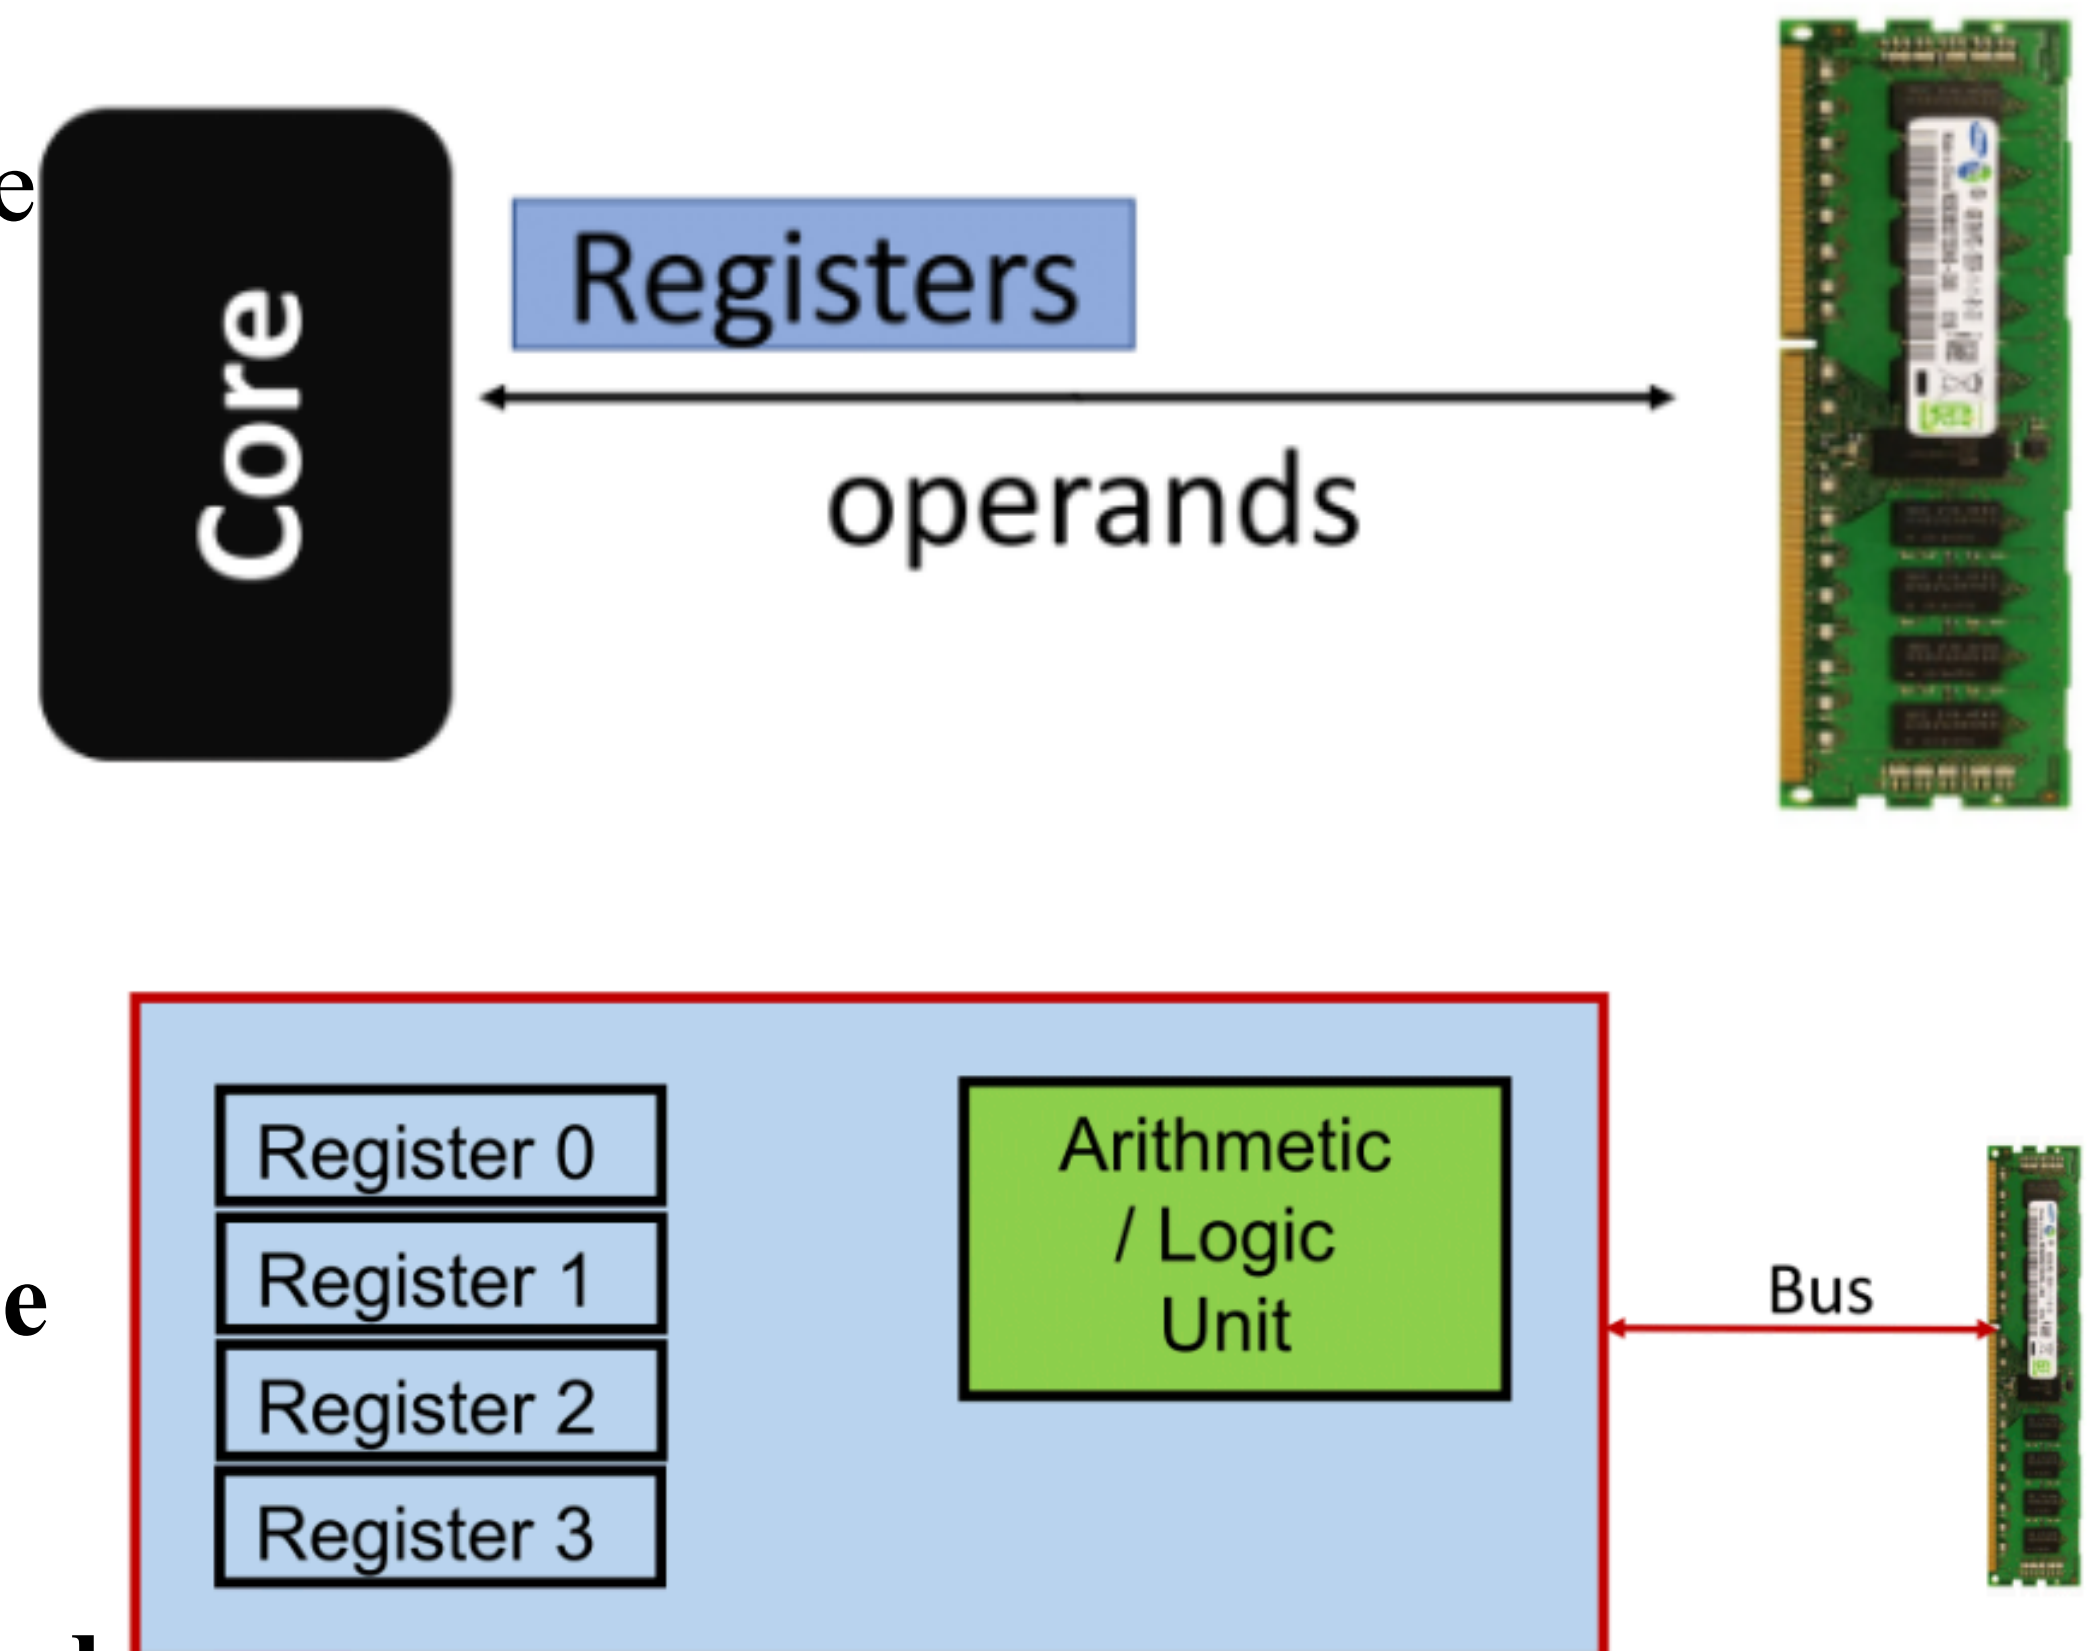 e
Core
Registers
operands
Register 0
Register 1
Register 2
Register 3
Arithmetic
/ Logic
Unit
Bus
e